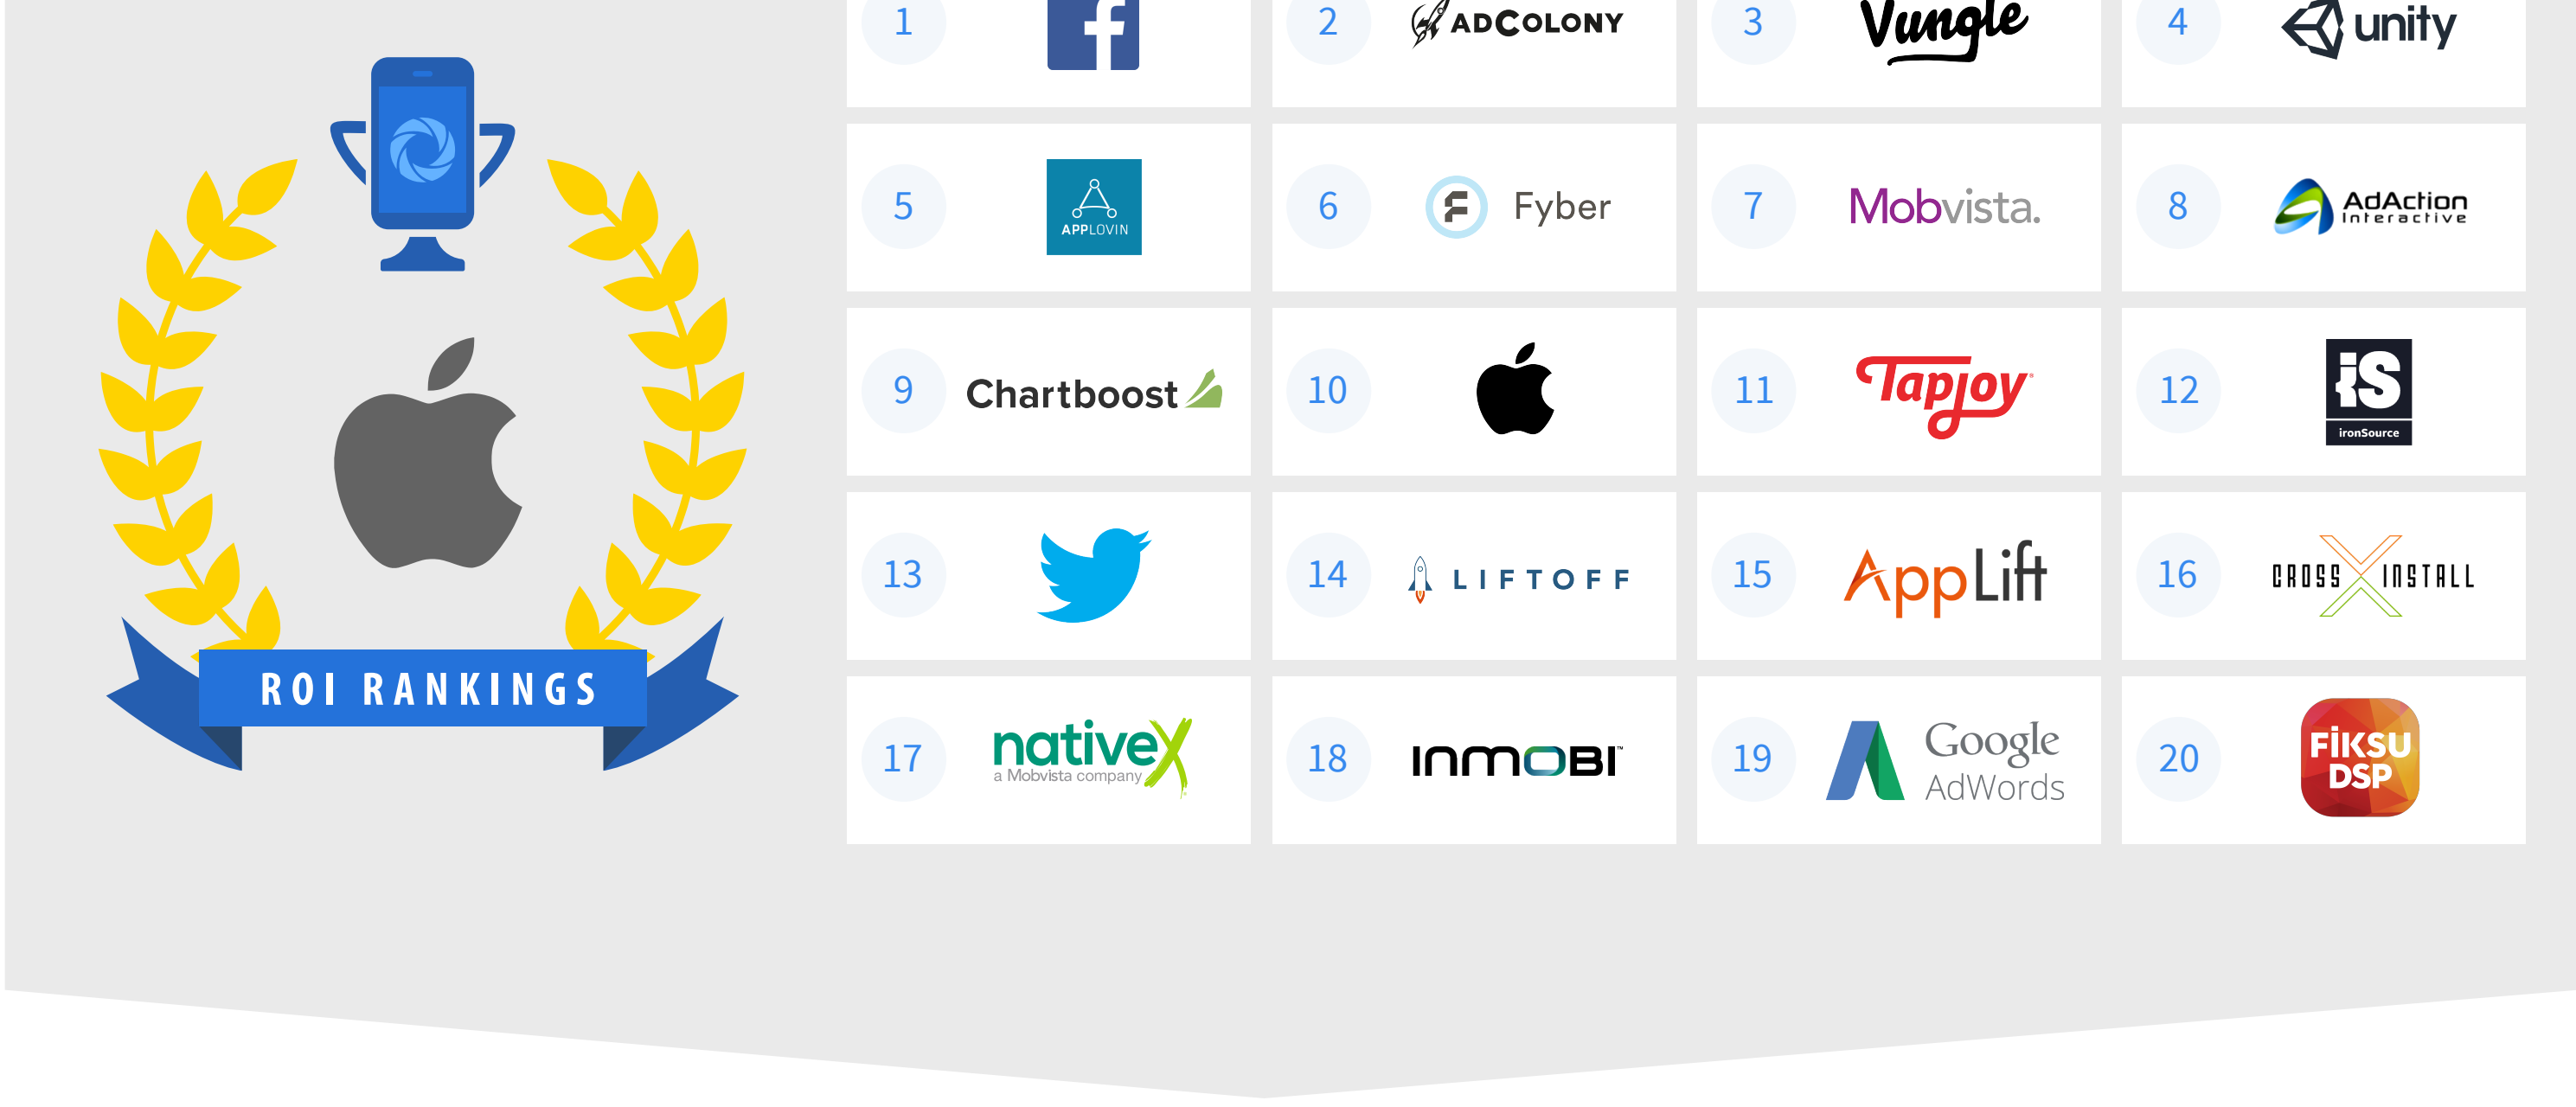 1
f
2
ADCOLONY
3
Vungle
4
unity
5
APPLOVIN
6
F
Fyber
7
Mobvista.
8
AdAction
Interactive
9
Chartboost
10
11
Tapjoy
12
iS
ironSource
13
14
LIFTOFF
15
AppLift
16
CROSS X INSTALL
ROI RANKINGS
17
nativeX
a Mobvista company
18
INMOBI™
19
Google
AdWords
20
FIKSU
DSP